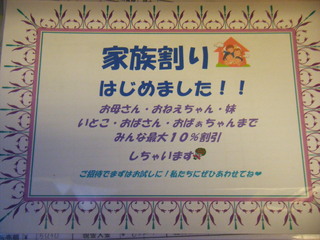 家族割り
はじめました！！
お母さん・おねえちゃん・妹
いとこ・おばさん・おばぁちゃんまで
みんな最大１０％割引
しちゃいます
ご招待でまずはお試しに！私たちにぜひあわせてね❤